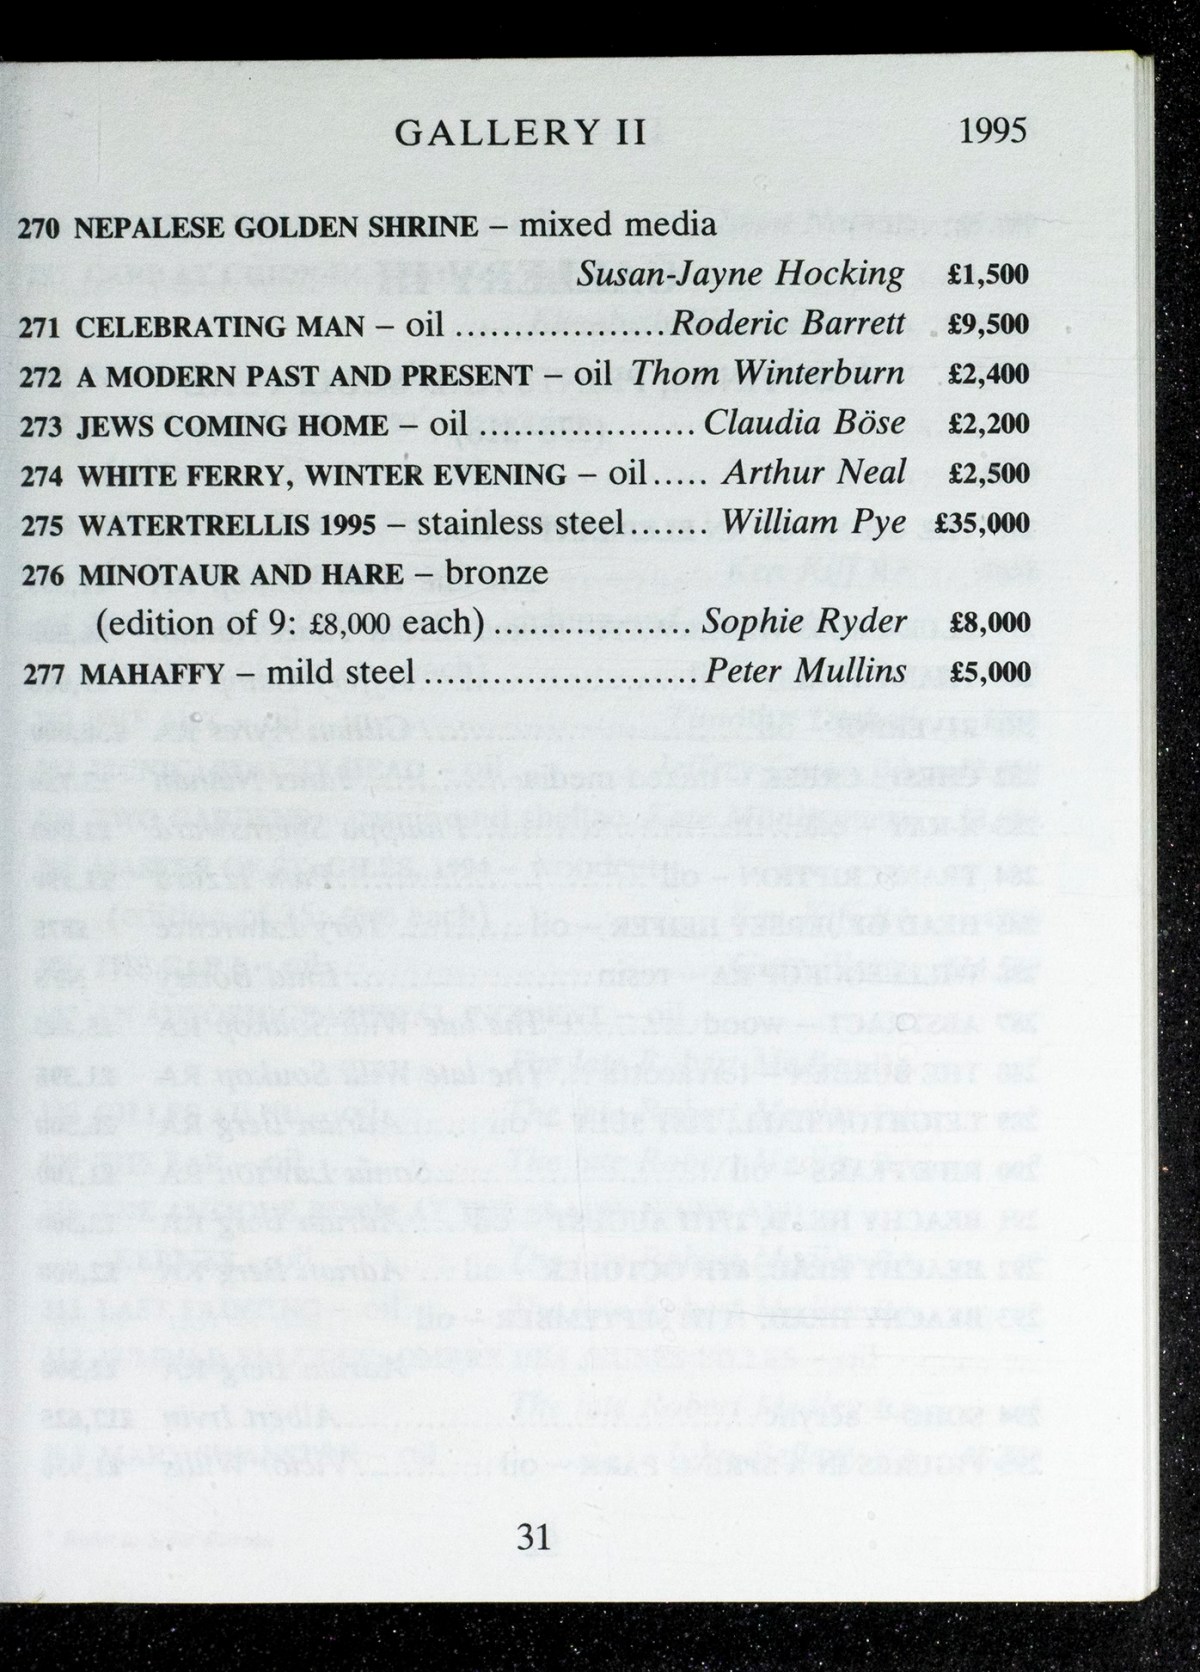 GALLERY II 1995
270 NEPALESE GOLDEN SHRINE – mixed media
Susan-Jayne Hocking £1,500
271 CELEBRATING MAN – oil .................. Roderic Barrett £9,500
272 A MODERN PAST AND PRESENT – oil Thom Winterburn £2,400
273 JEWS COMING HOME – oil ................... Claudia Böse £2,200
274 WHITE FERRY, WINTER EVENING – oil ..... Arthur Neal £2,500
275 WATERTRELLIS 1995 – stainless steel ....... William Pye £35,000
276 MINOTAUR AND HARE – bronze
(edition of 9: £8,000 each) ................. Sophie Ryder £8,000
277 MAHAFFY – mild steel ....................... Peter Mullins £5,000
31